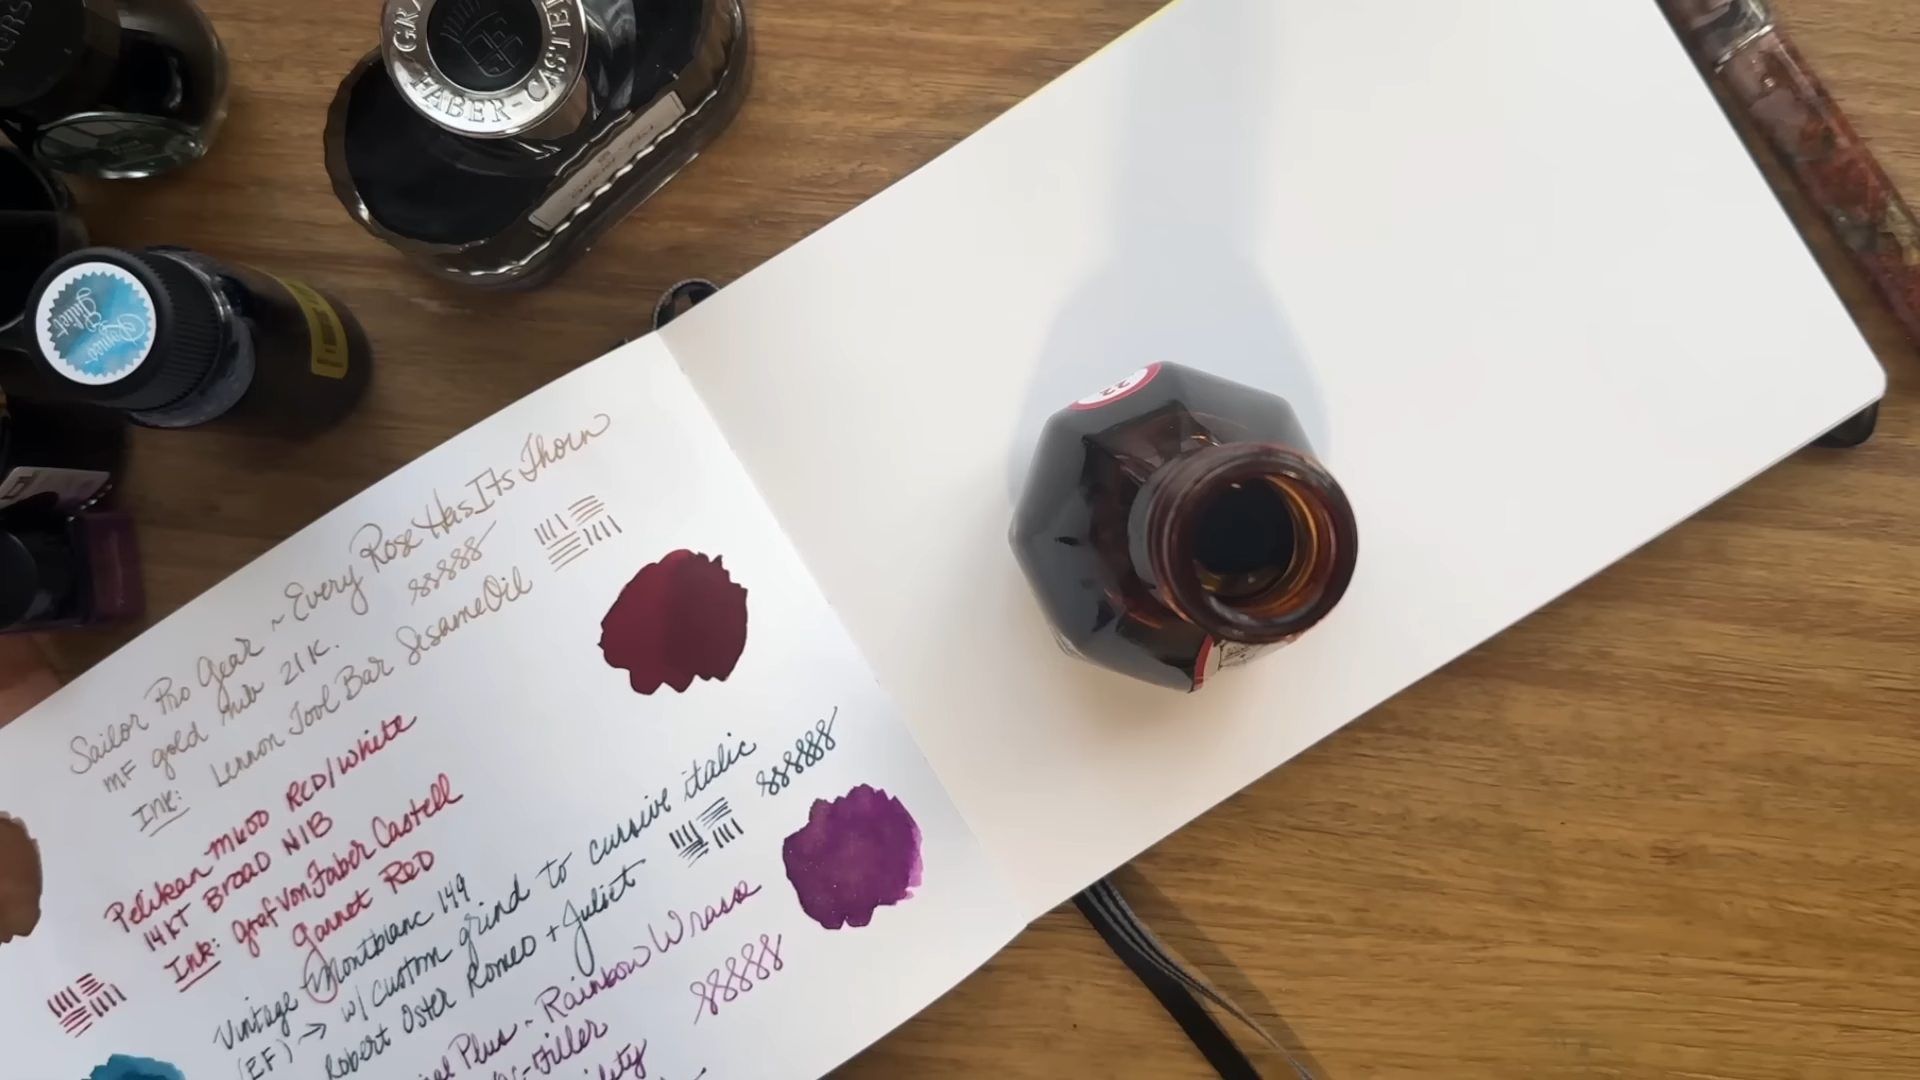 GRA
FABER-CASTELL
Romeo
Juliet
22
Sailor Pro Gear ~ Every Rose Has Its Thorn
MF gold nib 21K.
Ink: Lennon Tool Bar Sesame Oil
Pelikan M600 RED/White
14KT BROAD NIB
Ink: Graf Von Faber Castell
Garnet RED
Vintage Montblanc 149
(EF) → w/ custom grind to cursive italic
Robert Oster Romeo + Juliet
Plus - Rainbow Wrasse
Filler